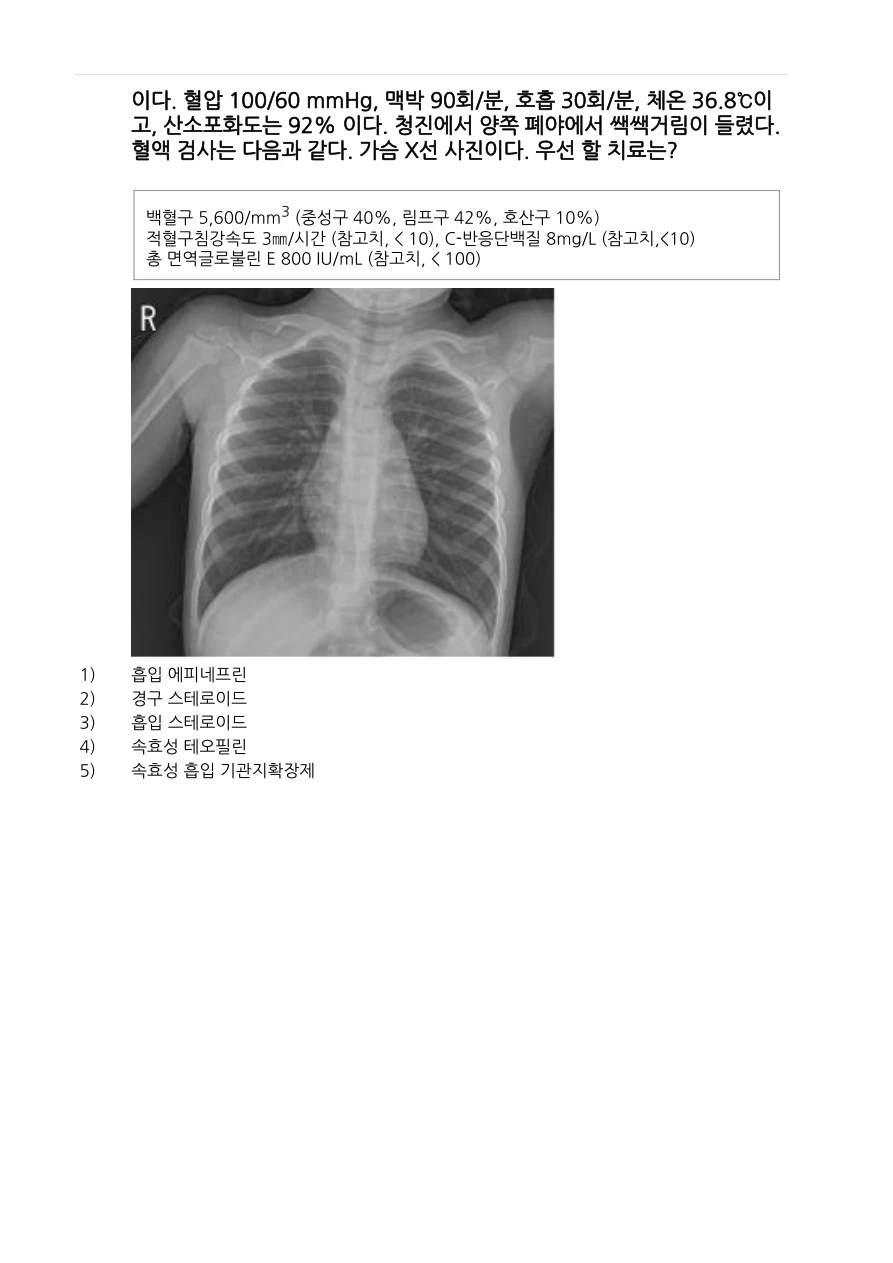 이다. 혈압 100/60 mmHg, 맥박 90회/분, 호흡 30회/분, 체온 36.8℃이
고, 산소포화도는 92% 이다. 청진에서 양쪽 폐야에서 쌕쌕거림이 들렸다.
혈액 검사는 다음과 같다. 가슴 X선 사진이다. 우선 할 치료는?
백혈구 5,600/mm3 (중성구 40%, 림프구 42%, 호산구 10%)
적혈구침강속도 3㎜/시간 (참고치, < 10), C-반응단백질 8mg/L (참고치,<10)
총 면역글로불린 E 800 IU/mL (참고치, < 100)
R
1) 흡입 에피네프린
2) 경구 스테로이드
3) 흡입 스테로이드
4) 속효성 테오필린
5) 속효성 흡입 기관지확장제